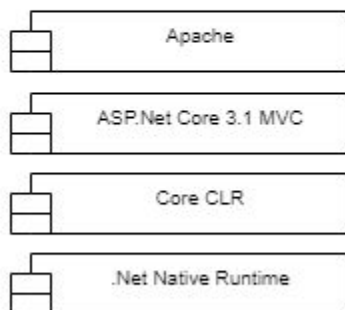 Apache
ASP.Net Core 3.1 MVC
Core CLR
.Net Native Runtime